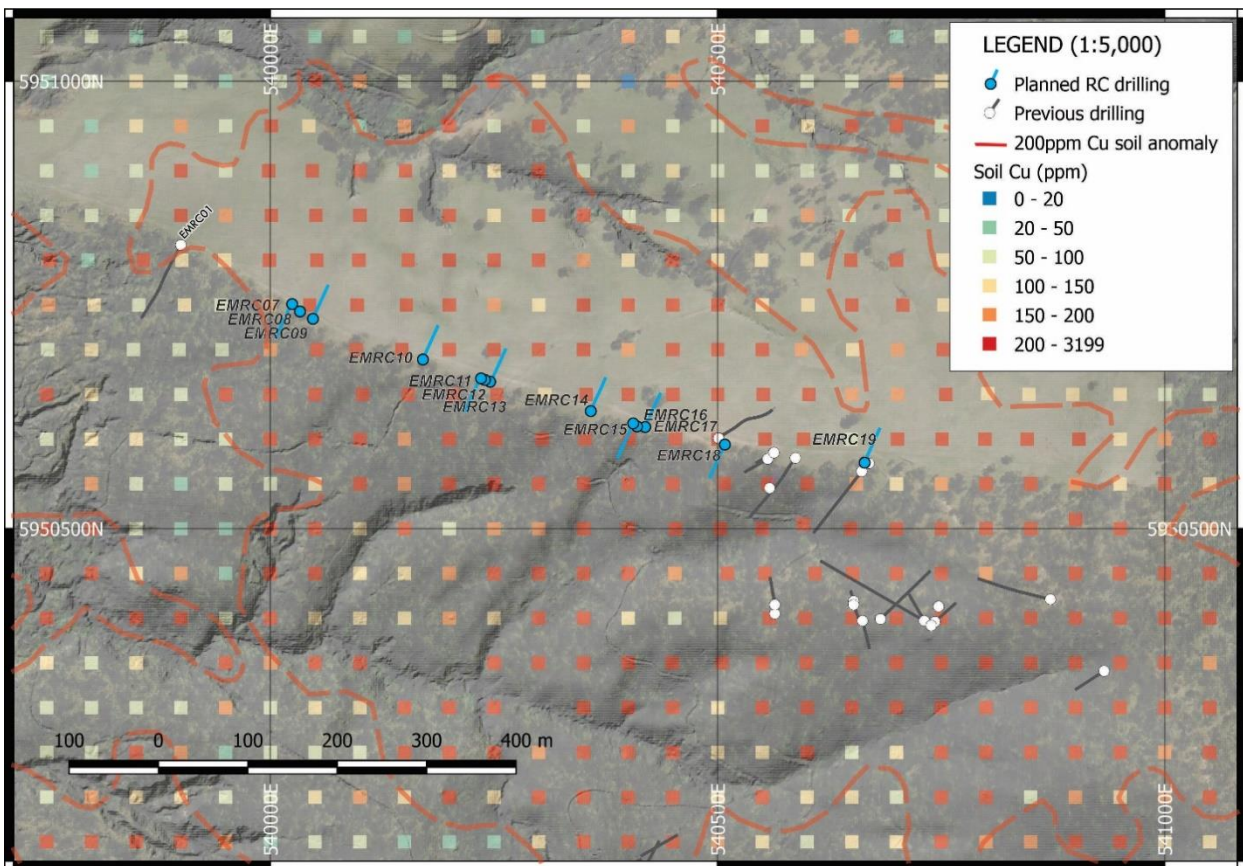 5951000N
540000E
540500E
LEGEND (1:5,000)
Planned RC drilling
Previous drilling
200ppm Cu soil anomaly
Soil Cu (ppm)
0 - 20
20 - 50
50 - 100
100 - 150
150 - 200
200 - 3199
EMRC01
EMRC07
EMRC08
EMRC09
EMRC10
EMRC11
EMRC12
EMRC13
EMRC14
EMRC15
EMRC16
EMRC17
EMRC18
EMRC19
5950500N
5950500N
100 0 100 200 300 400 m
540000E
540500E
541000E